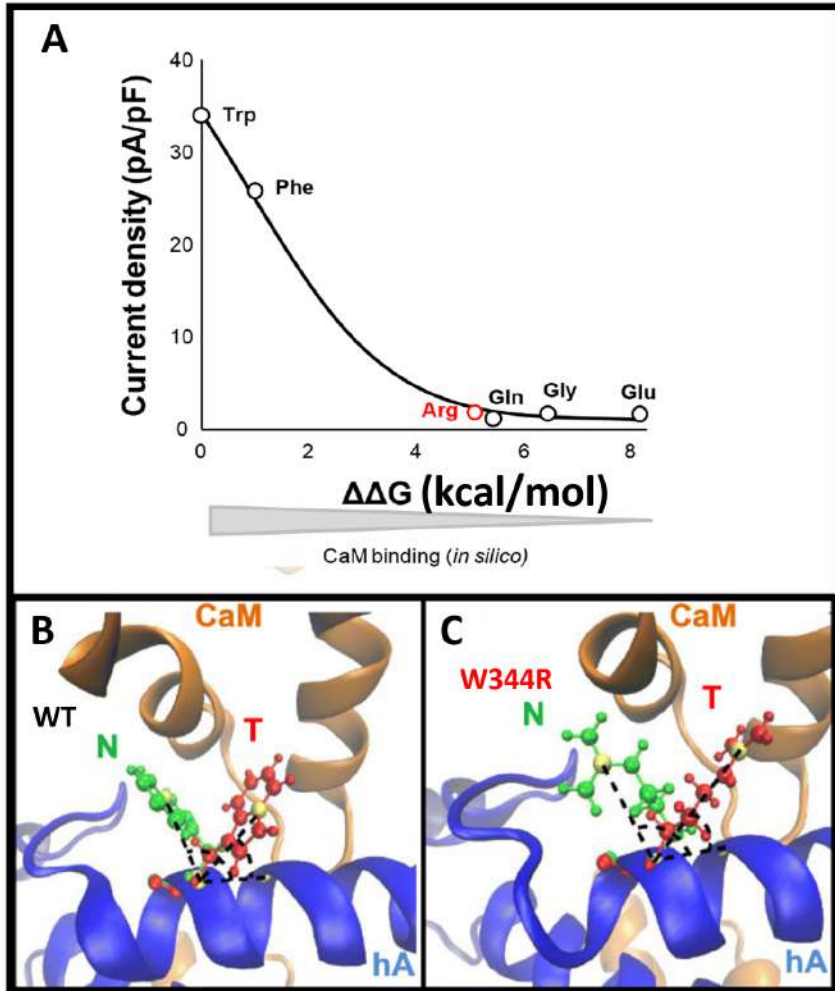 A
40
30
20
10
0
Current density (pA/pF)
Trp
Phe
Arg
Gln
Gly
Glu
0 2 4 6 8
ΔΔG (kcal/mol)
CaM binding (in silico)
B
CaM
WT
N
T
hA
C
CaM
W344R
N
T
hA